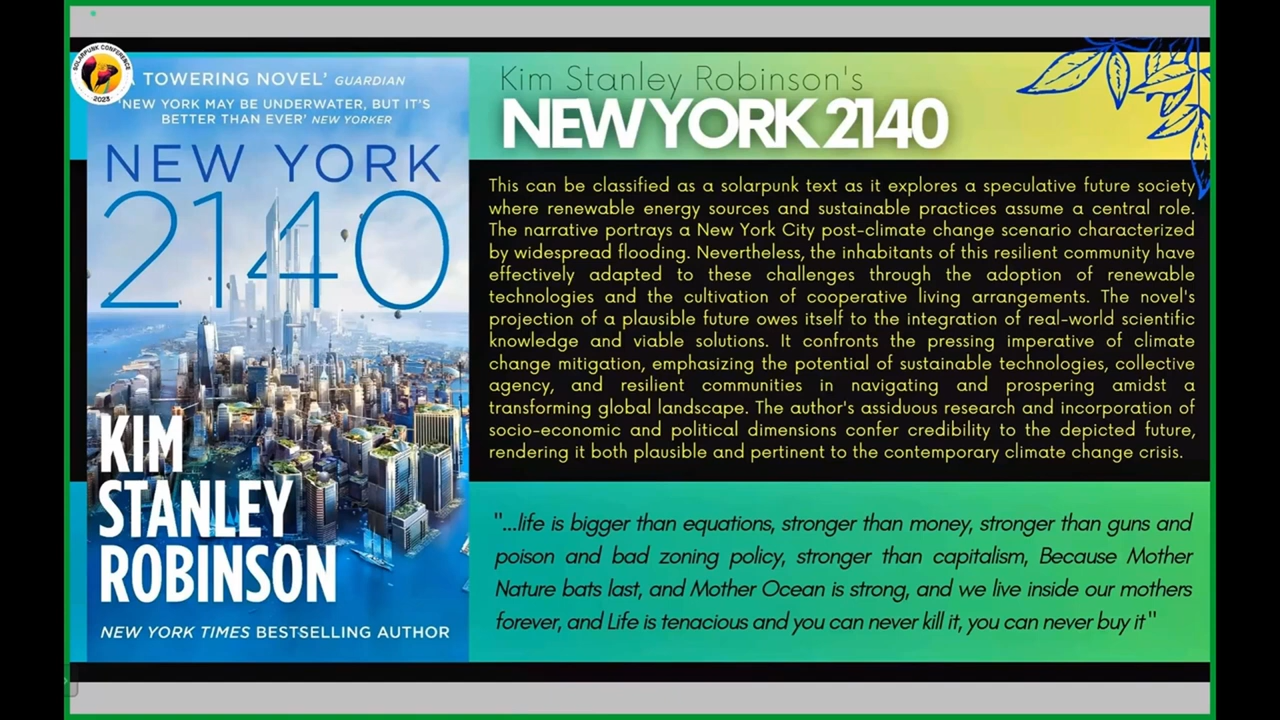 SOLARPUNK CONFERENCE
2023
TOWERING NOVEL' GUARDIAN
'NEW YORK MAY BE UNDERWATER, BUT IT'S
BETTER THAN EVER' NEW YORKER
NEW YORK
2140
KIM
STANLEY
ROBINSON
NEW YORK TIMES BESTSELLING AUTHOR
Kim Stanley Robinson's
NEW YORK 2140
This can be classified as a solarpunk text as it explores a speculative future society
where renewable energy sources and sustainable practices assume a central role.
The narrative portrays a New York City post-climate change scenario characterized
by widespread flooding. Nevertheless, the inhabitants of this resilient community have
effectively adapted to these challenges through the adoption of renewable
technologies and the cultivation of cooperative living arrangements. The novel's
projection of a plausible future owes itself to the integration of real-world scientific
knowledge and viable solutions. It confronts the pressing imperative of climate
change mitigation, emphasizing the potential of sustainable technologies, collective
agency, and resilient communities in navigating and prospering amidst a
transforming global landscape. The author's assiduous research and incorporation of
socio-economic and political dimensions confer credibility to the depicted future,
rendering it both plausible and pertinent to the contemporary climate change crisis.
"...life is bigger than equations, stronger than money, stronger than guns and
poison and bad zoning policy, stronger than capitalism, Because Mother
Nature bats last, and Mother Ocean is strong, and we live inside our mothers
forever, and Life is tenacious and you can never kill it, you can never buy it"